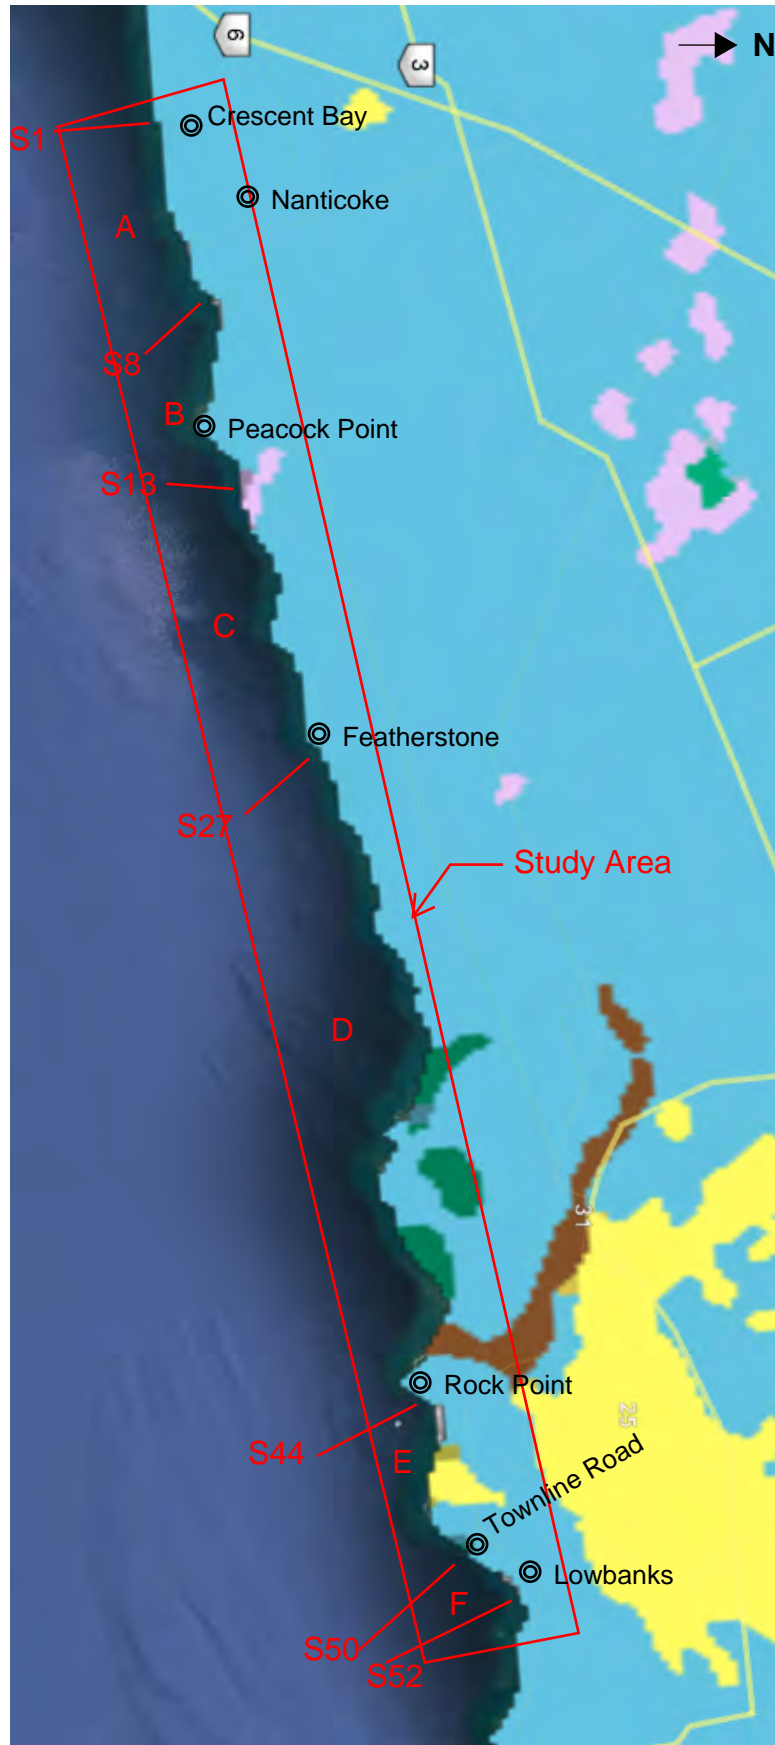 6
3
N
Crescent Bay
S1
Nanticoke
A
S8
B
Peacock Point
S13
C
Featherstone
S27
Study Area
D
31
Rock Point
25
S44
E
Townline Road
Lowbanks
F
S50
S52